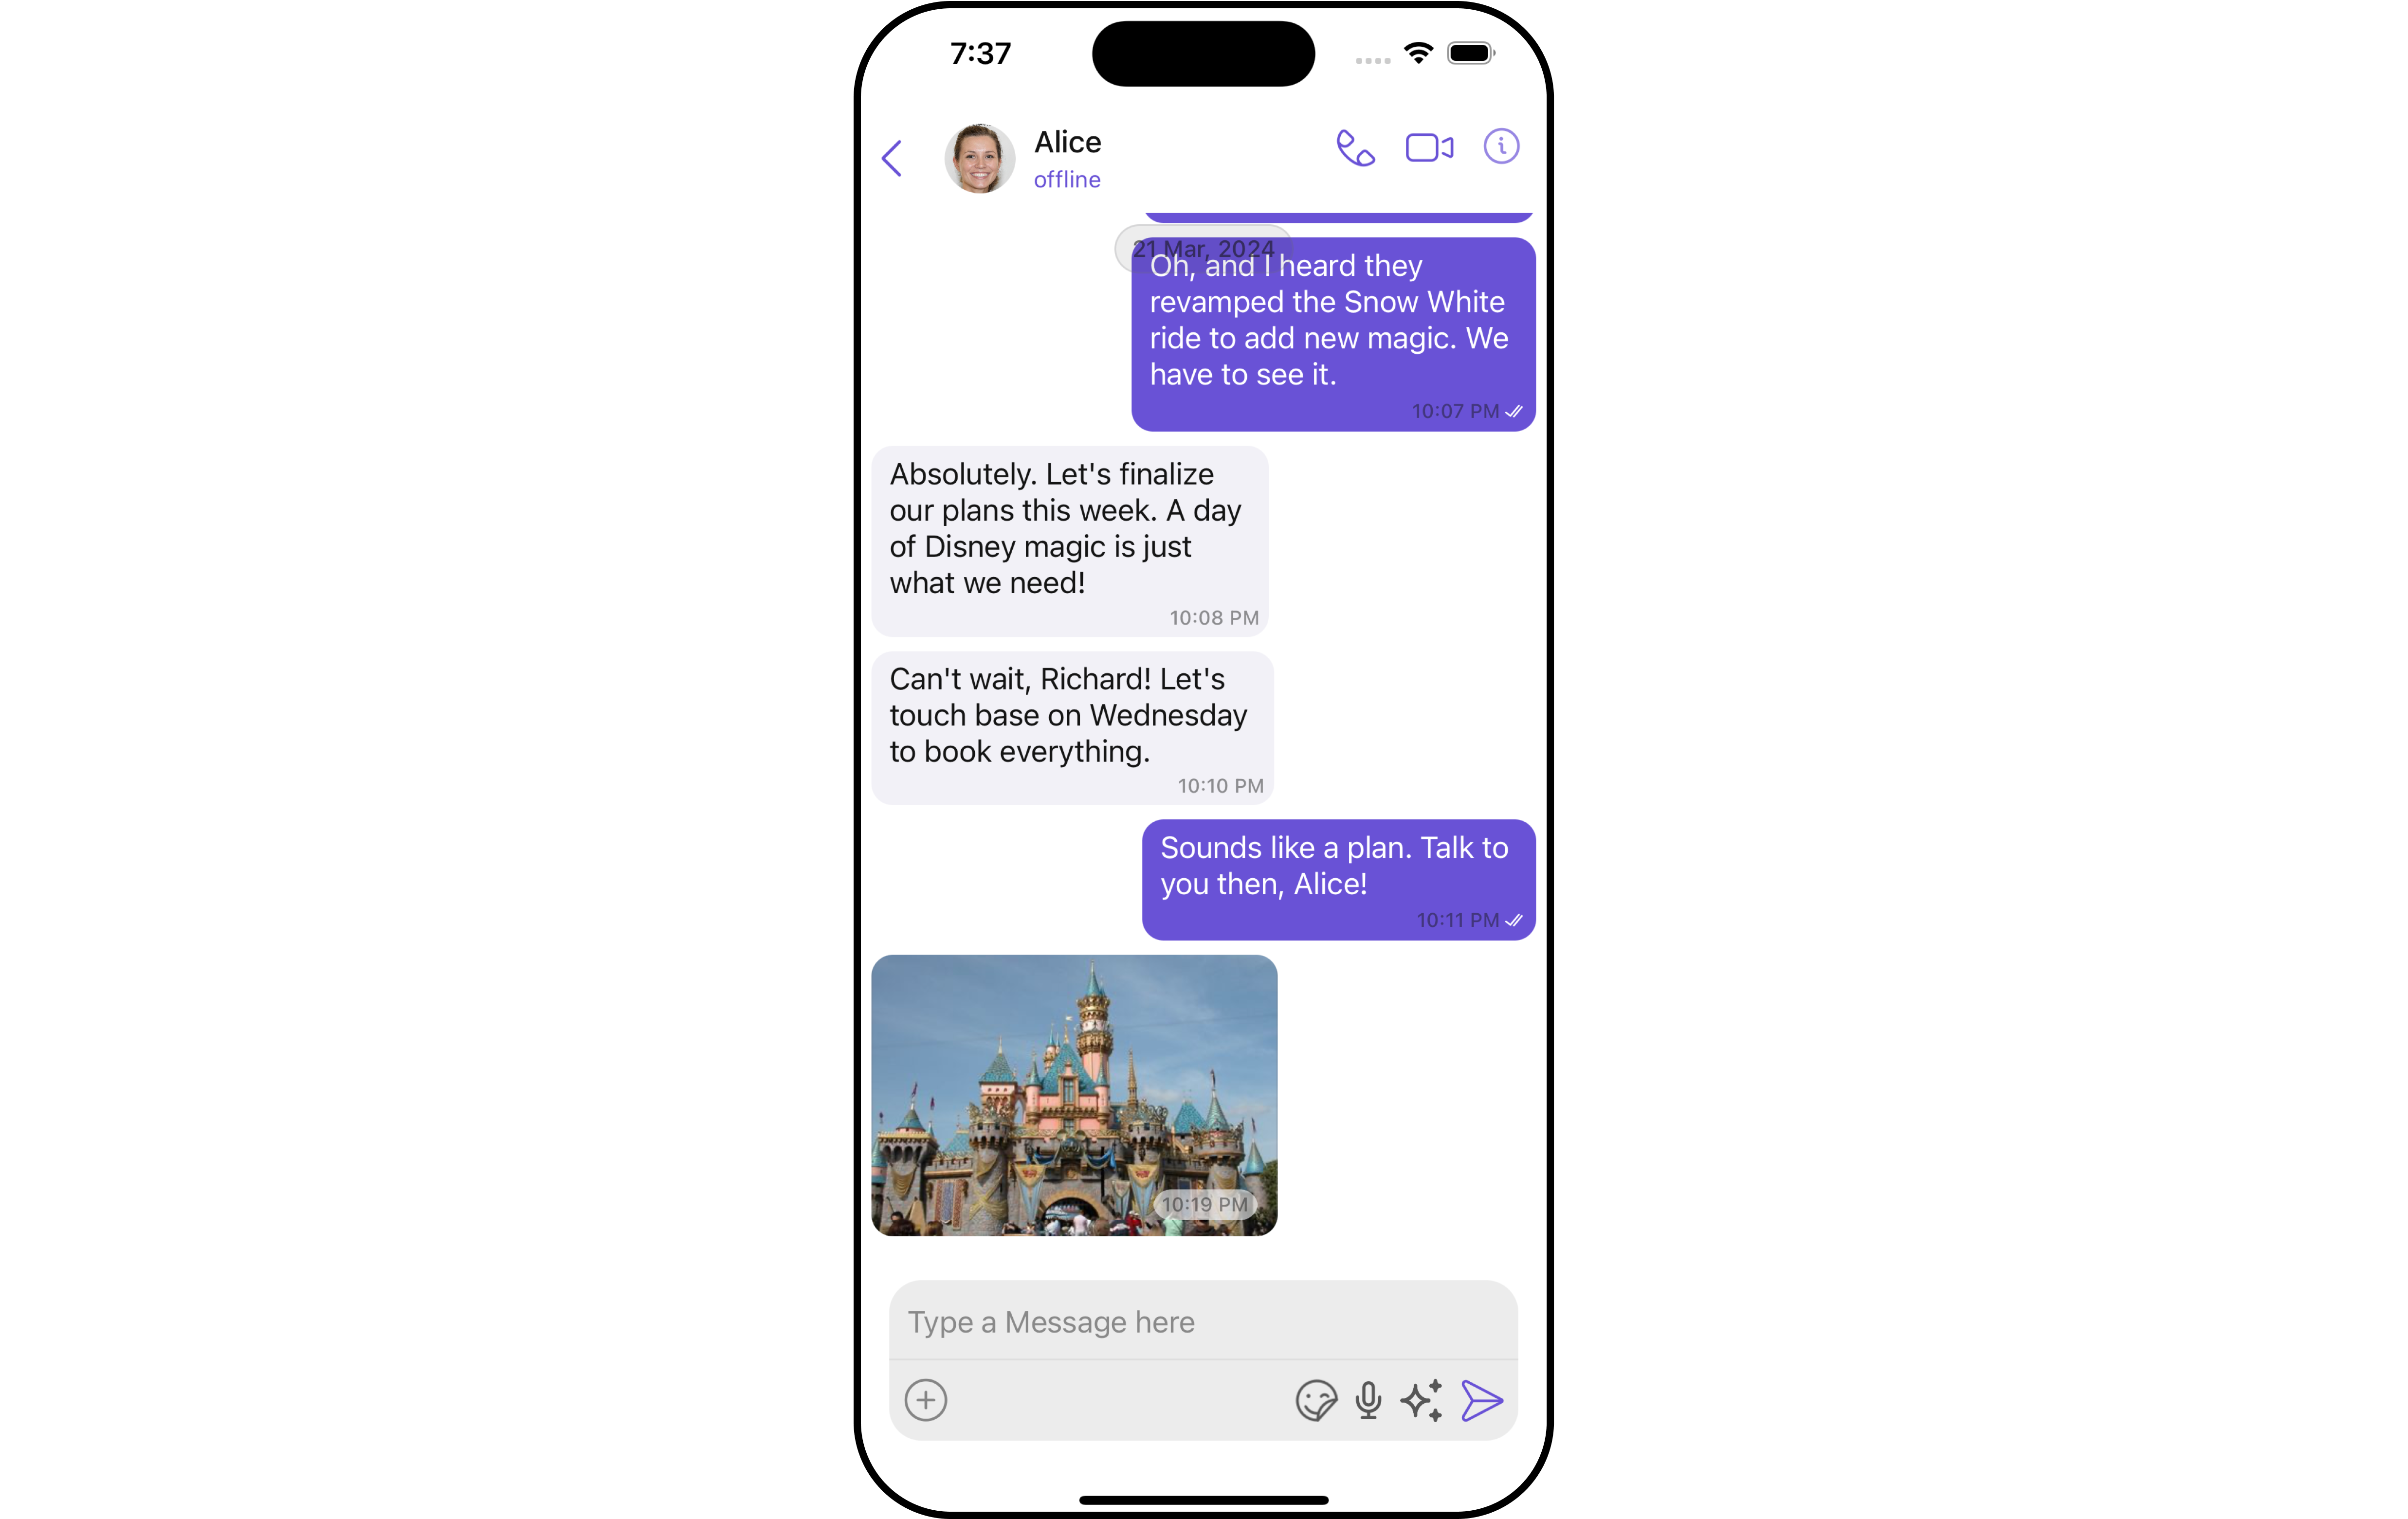 7:37
Alice
offline
21 Mar, 2024
Oh, and I heard they
revamped the Snow White
ride to add new magic. We
have to see it.
10:07 PM
Absolutely. Let's finalize
our plans this week. A day
of Disney magic is just
what we need!
10:08 PM
Can't wait, Richard! Let's
touch base on Wednesday
to book everything.
10:10 PM
Sounds like a plan. Talk to
you then, Alice!
10:11 PM
10:19 PM
Type a Message here